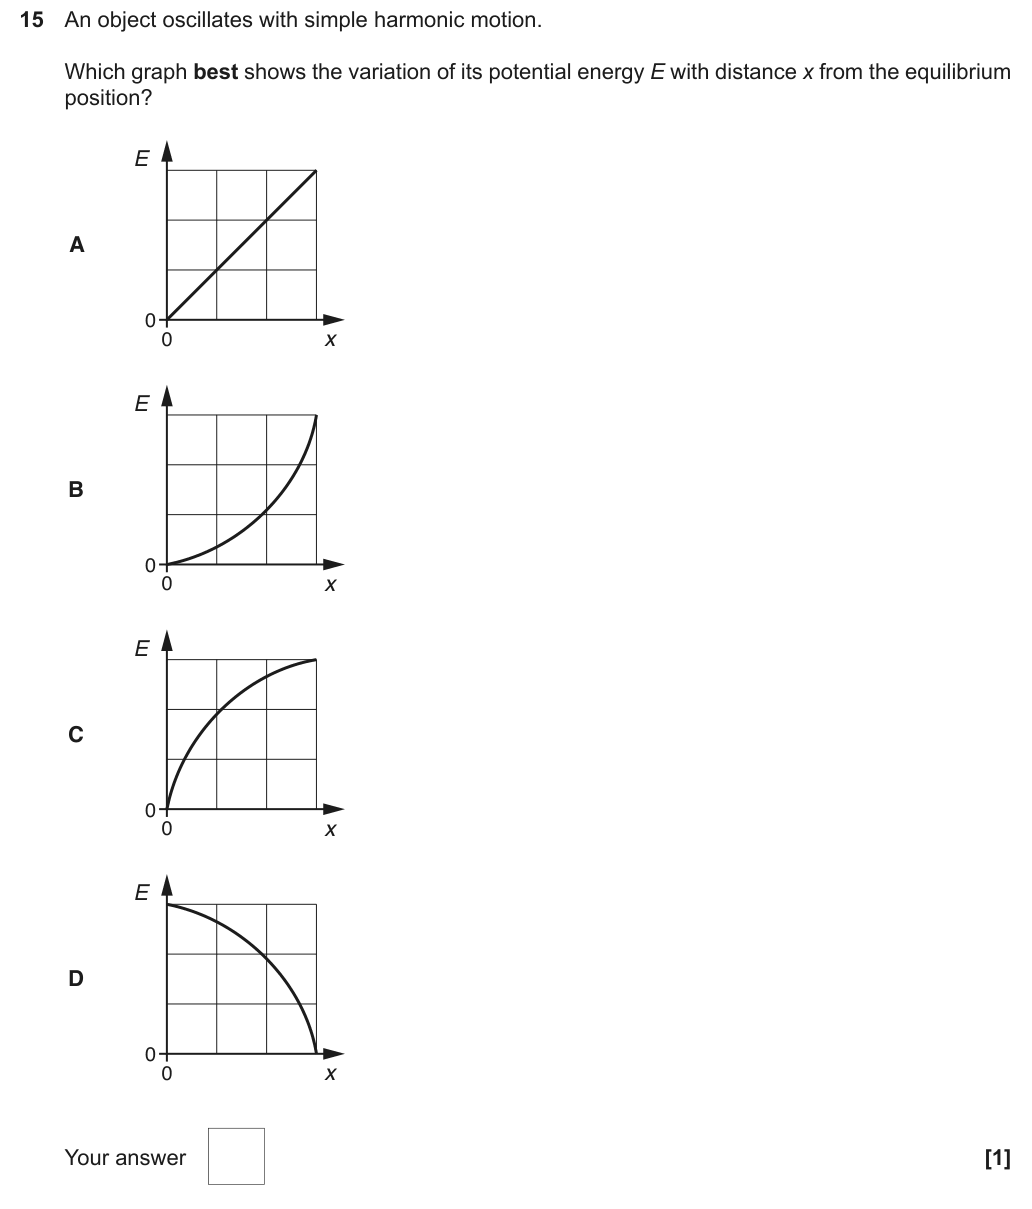 15 An object oscillates with simple harmonic motion.
Which graph best shows the variation of its potential energy E with distance x from the equilibrium
position?
E
A
0
0
x
E
B
0
0
x
E
C
0
0
x
E
D
0
0
x
Your answer
[1]